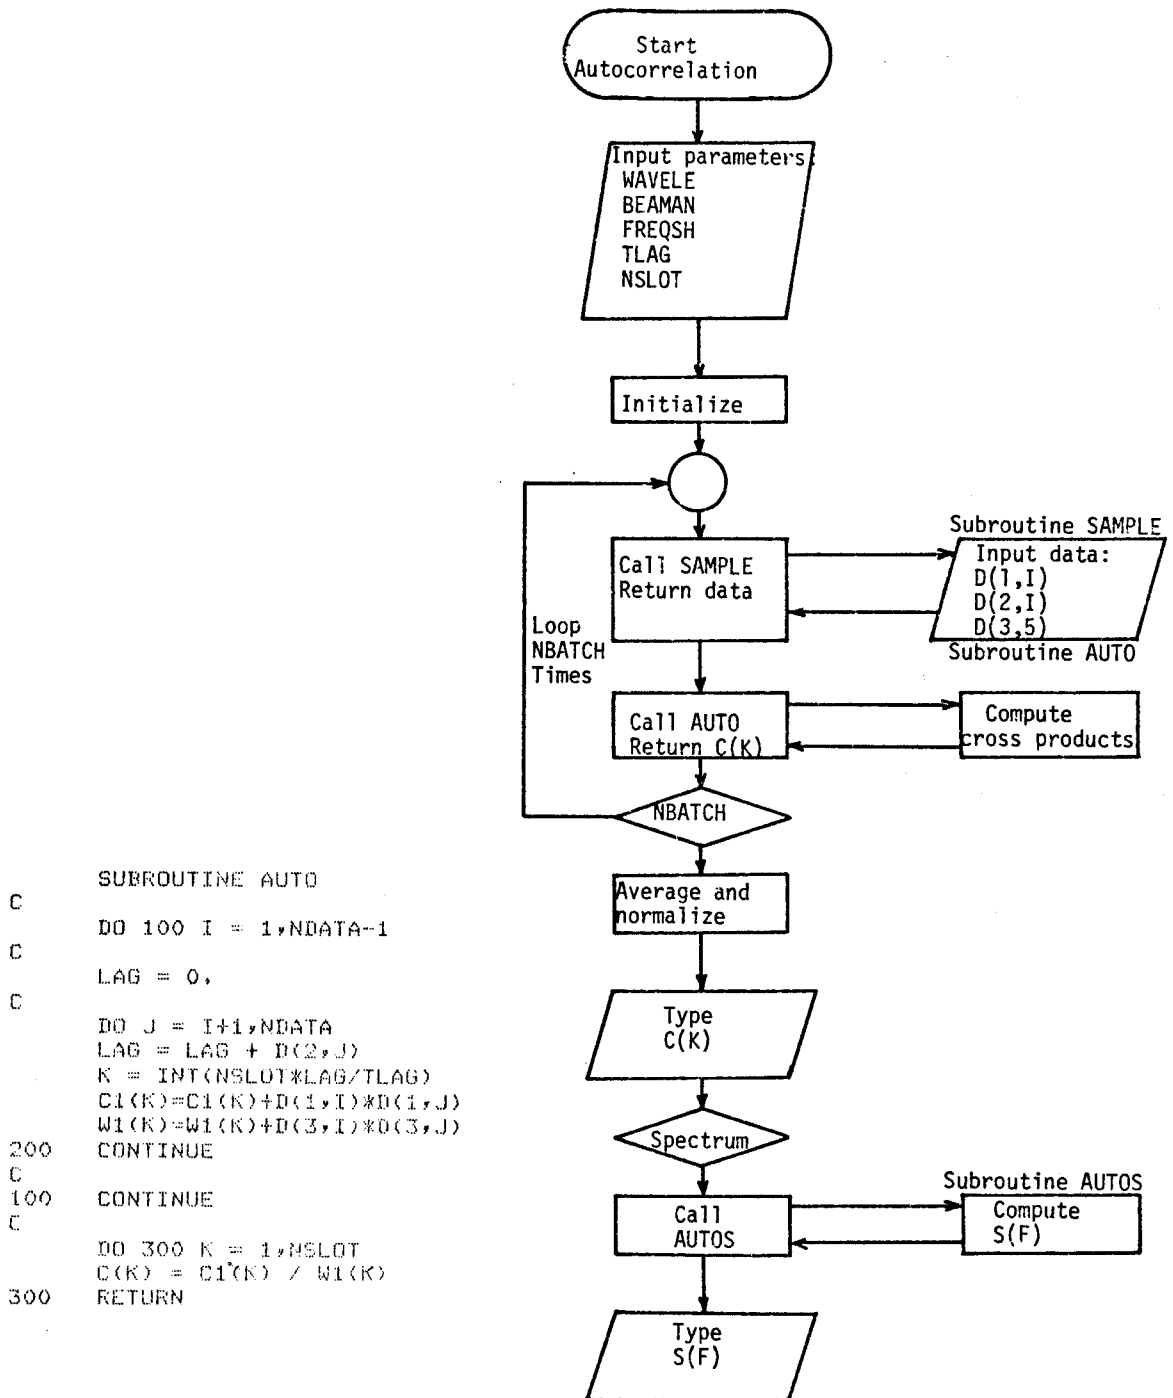 Start
Autocorrelation
Input parameters:
WAVELE
BEAMAN
FREQSH
TLAG
NSLOT
Initialize
Subroutine SAMPLE
Call SAMPLE
Return data
Input data:
D(1,I)
D(2,I)
D(3,5)
Loop
NBATCH
Times
Subroutine AUTO
Call AUTO
Return C(K)
Compute
cross products
NBATCH
Average and
normalize
Type
C(K)
Spectrum
Subroutine AUTOS
Call
AUTOS
Compute
S(F)
Type
S(F)
SUBROUTINE AUTO
C
DO 100 I = 1,NDATA-1
C
LAG = 0.
C
DO J = I+1,NDATA
LAG = LAG + D(2,J)
K = INT(NSLOT*LAG/TLAG)
C1(K)=C1(K)+D(1,I)*D(1,J)
W1(K)=W1(K)+D(3,I)*D(3,J)
200 CONTINUE
C
100 CONTINUE
C
DO 300 K = 1,NSLOT
C(K) = C1(K) / W1(K)
300 RETURN